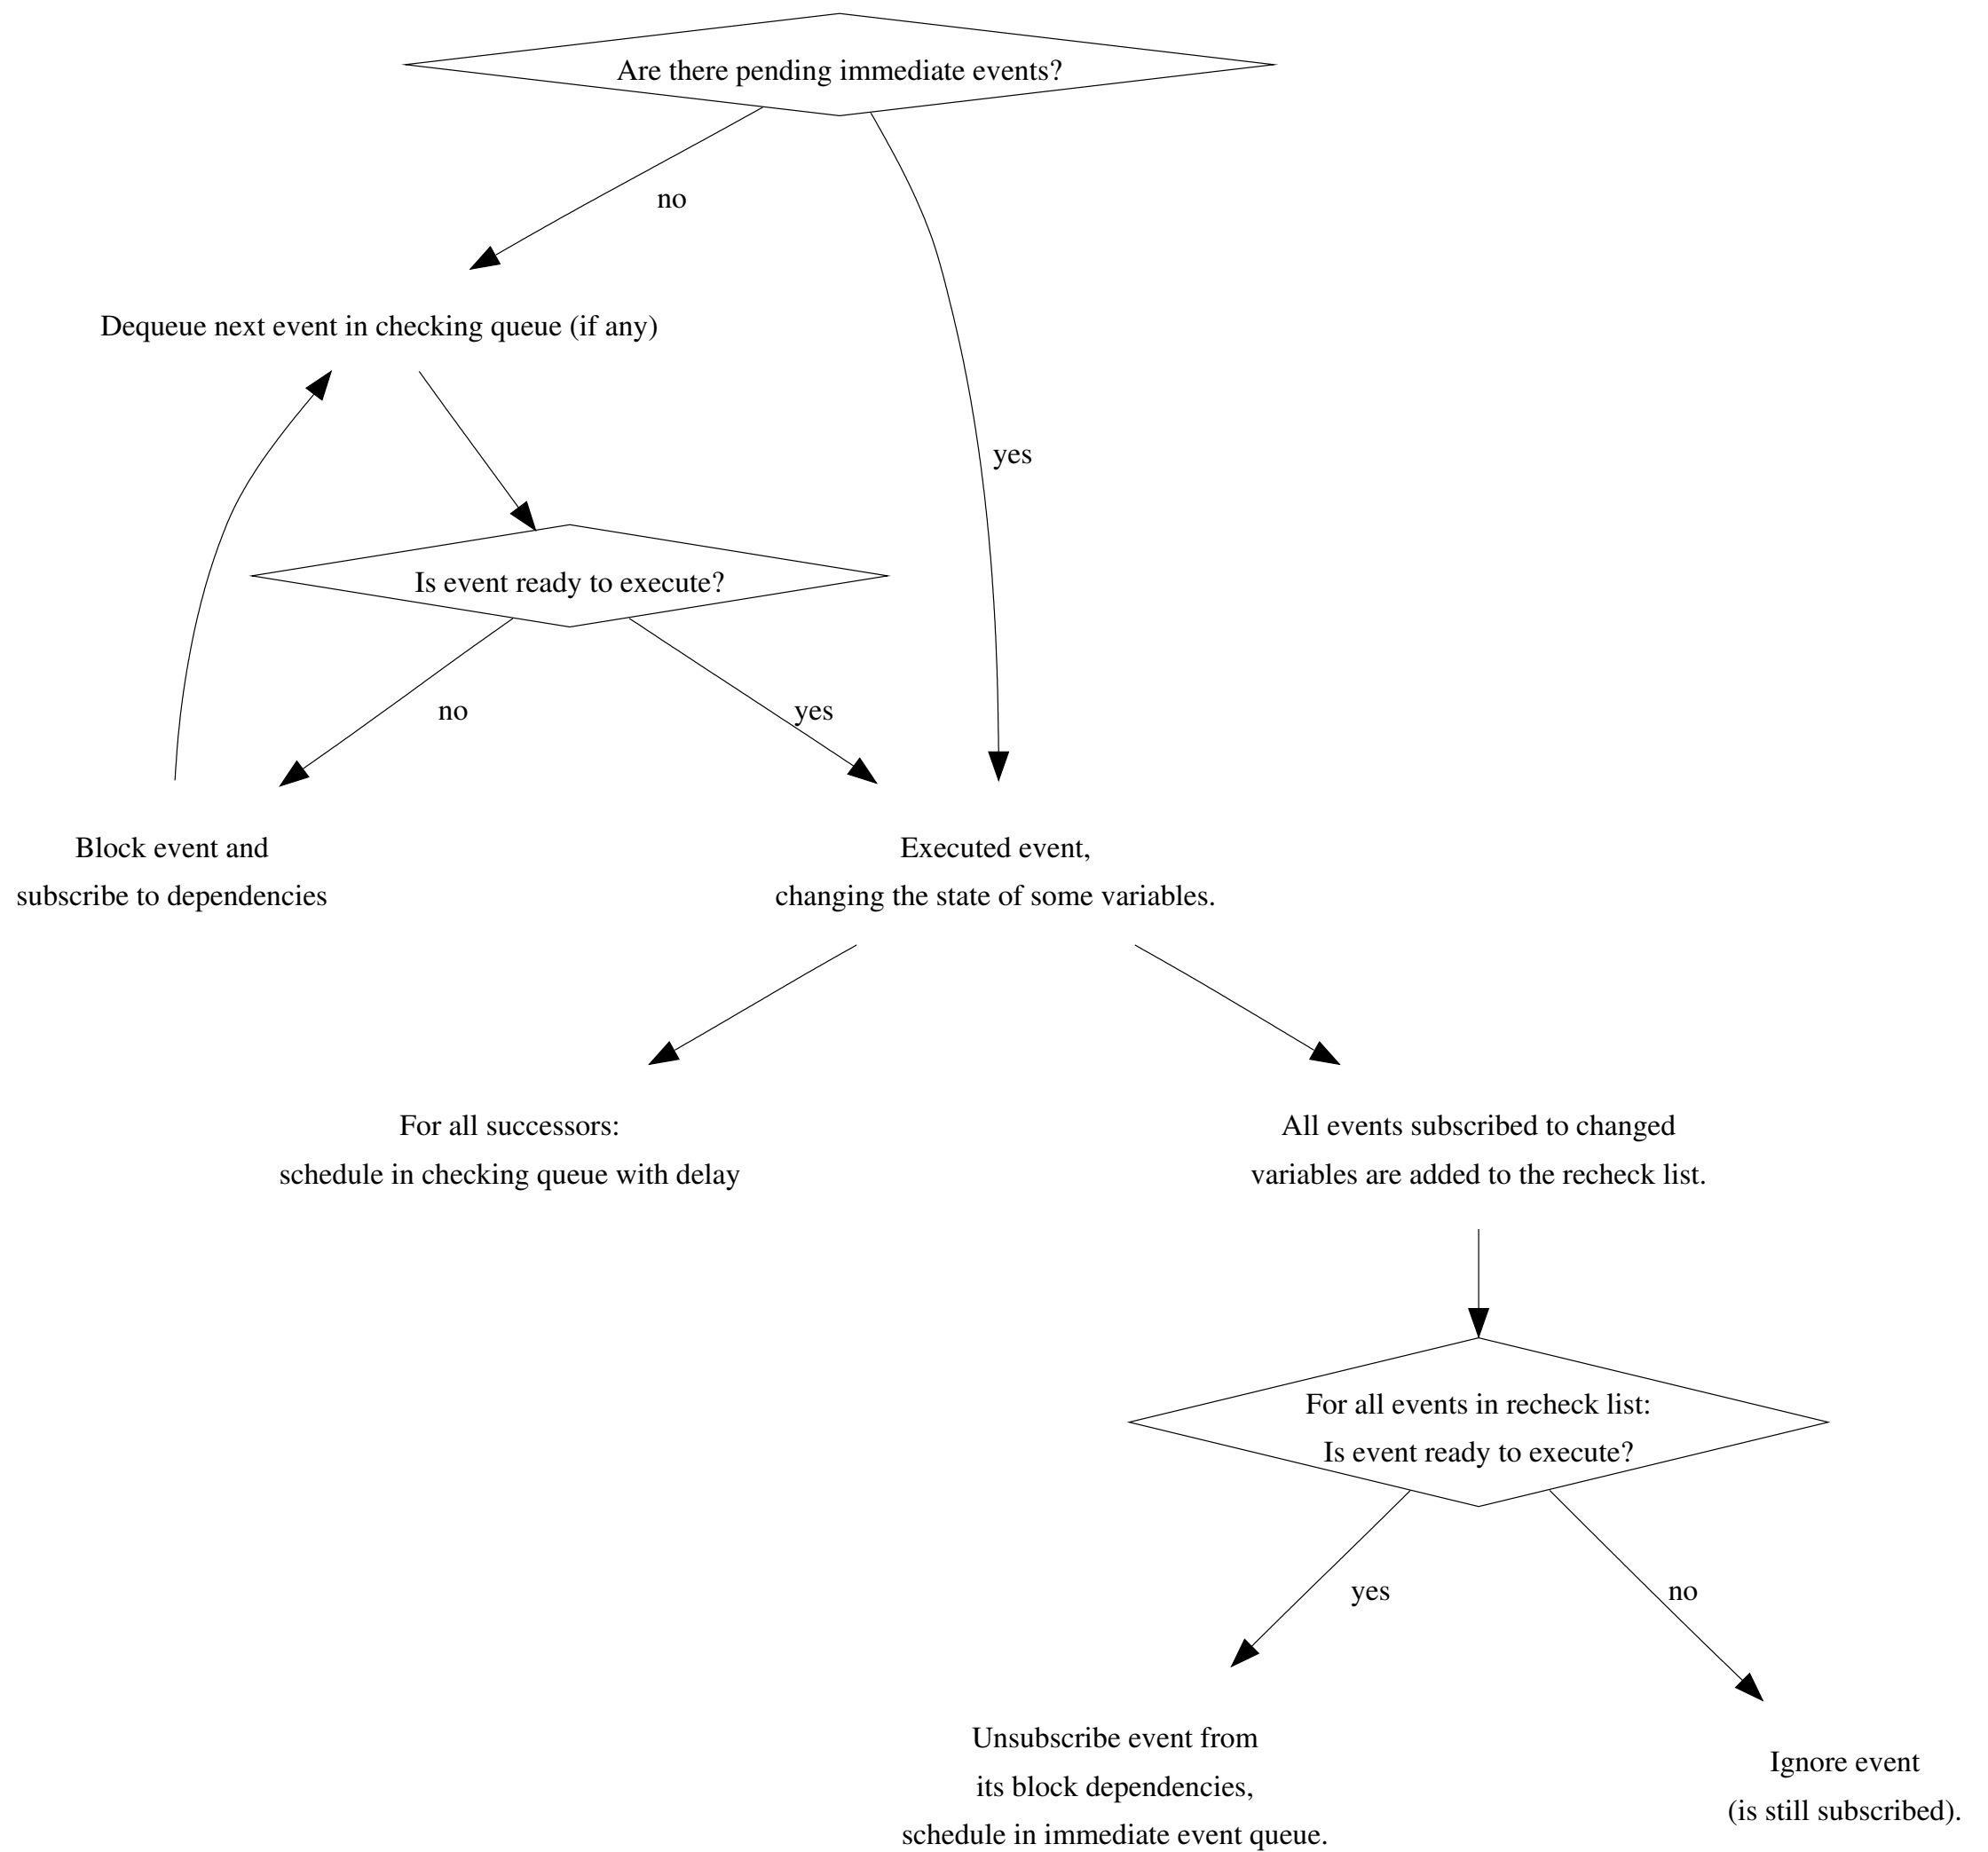 Are there pending immediate events?
no
Dequeue next event in checking queue (if any)
yes
Is event ready to execute?
no
yes
Block event and
subscribe to dependencies
Executed event,
changing the state of some variables.
For all successors:
schedule in checking queue with delay
All events subscribed to changed
variables are added to the recheck list.
For all events in recheck list:
Is event ready to execute?
yes
no
Unsubscribe event from
its block dependencies,
schedule in immediate event queue.
Ignore event
(is still subscribed).